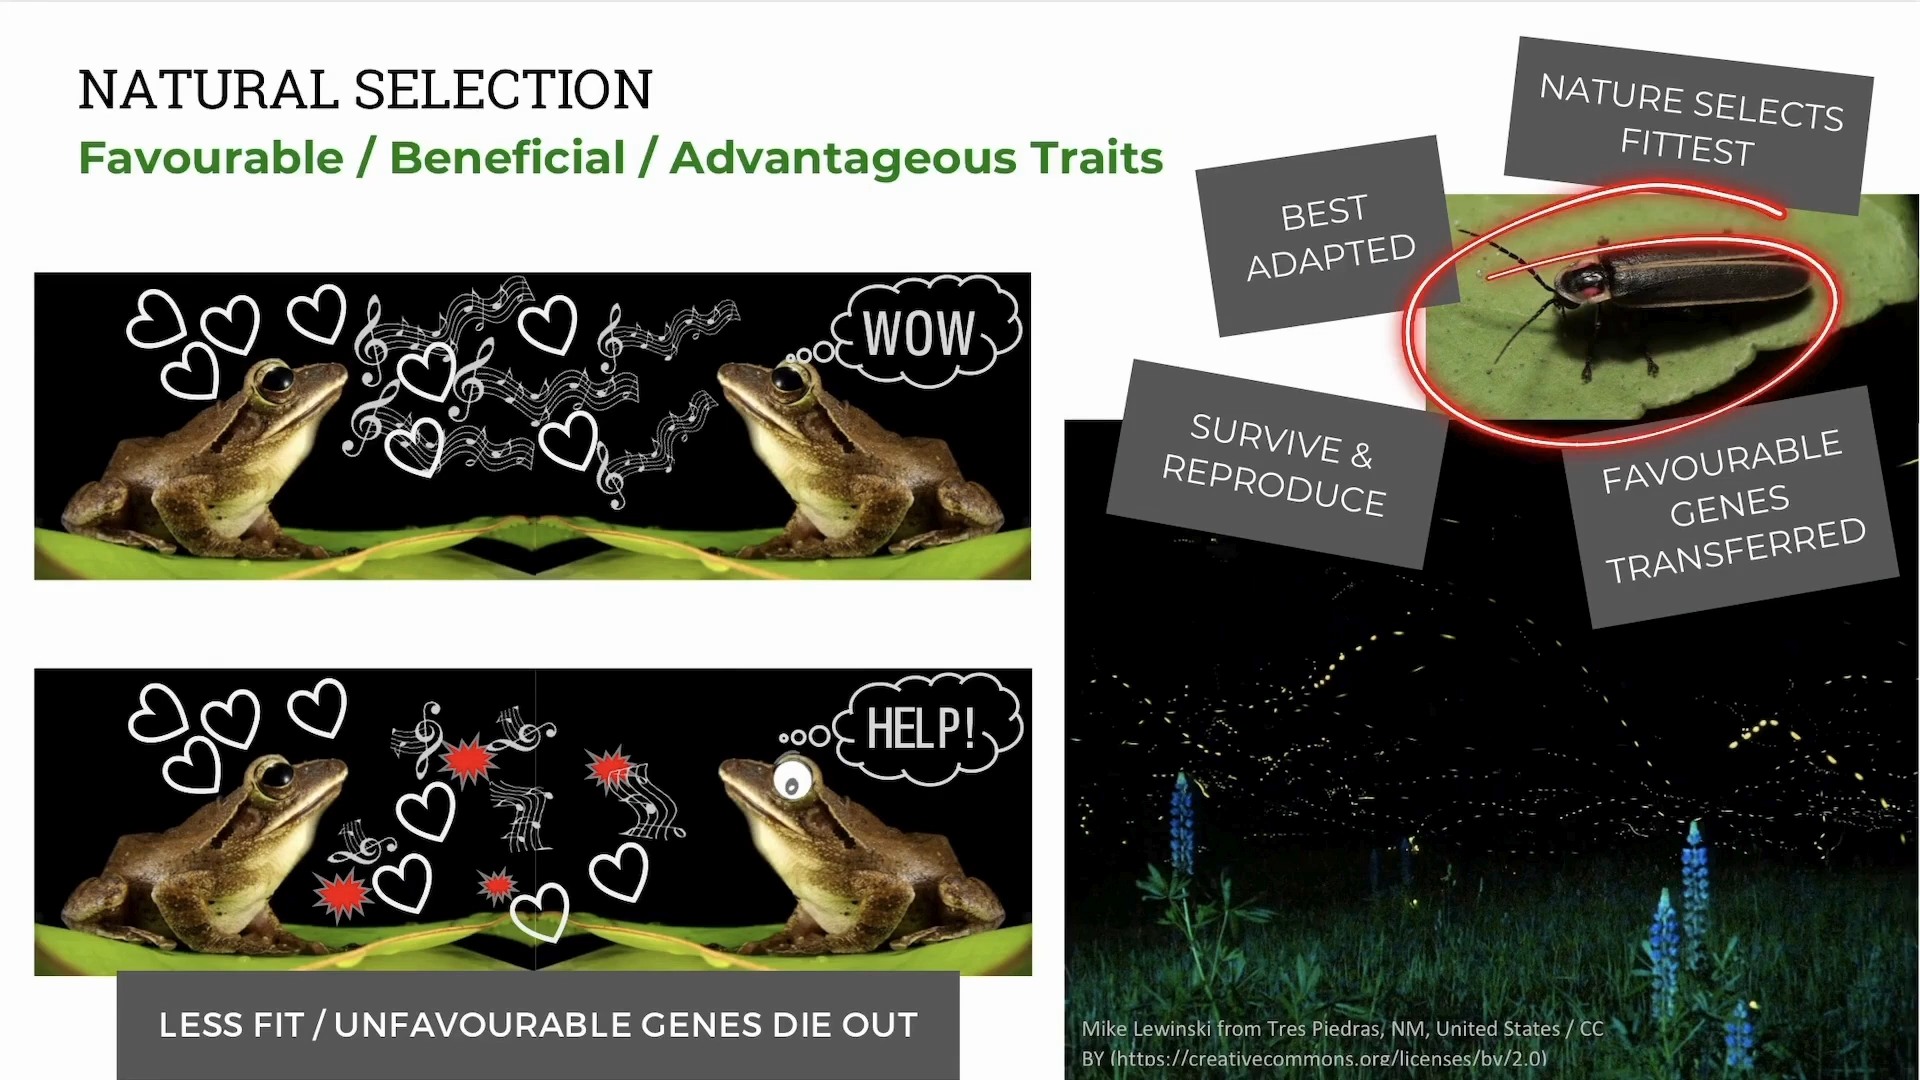 NATURAL SELECTION
Favourable / Beneficial / Advantageous Traits
NATURE SELECTS
FITTEST
BEST
ADAPTED
SURVIVE &
REPRODUCE
FAVOURABLE
GENES
TRANSFERRED
WOW
HELP!
LESS FIT / UNFAVOURABLE GENES DIE OUT
Mike Lewinski from Tres Piedras, NM, United States / CC
BY (https://creativecommons.org/licenses/by/2.0)